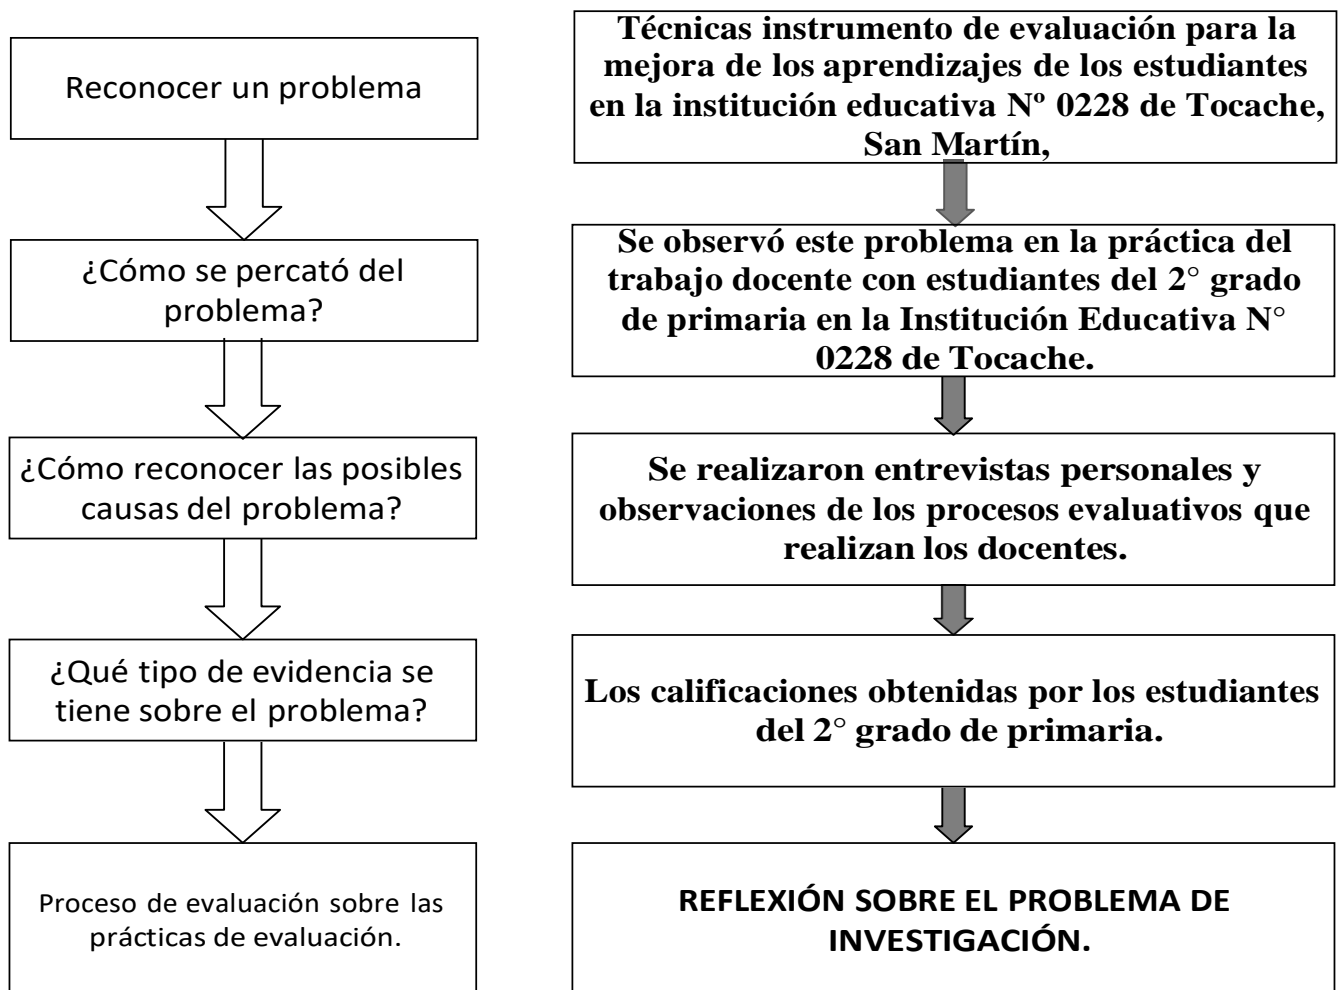 Reconocer un problema
Técnicas instrumento de evaluación para la
mejora de los aprendizajes de los estudiantes
en la institución educativa Nº 0228 de Tocache,
San Martín,
¿Cómo se percató del
problema?
Se observó este problema en la práctica del
trabajo docente con estudiantes del 2° grado
de primaria en la Institución Educativa N°
0228 de Tocache.
¿Cómo reconocer las posibles
causas del problema?
Se realizaron entrevistas personales y
observaciones de los procesos evaluativos que
realizan los docentes.
¿Qué tipo de evidencia se
tiene sobre el problema?
Los calificaciones obtenidas por los estudiantes
del 2° grado de primaria.
Proceso de evaluación sobre las
prácticas de evaluación.
REFLEXIÓN SOBRE EL PROBLEMA DE
INVESTIGACIÓN.